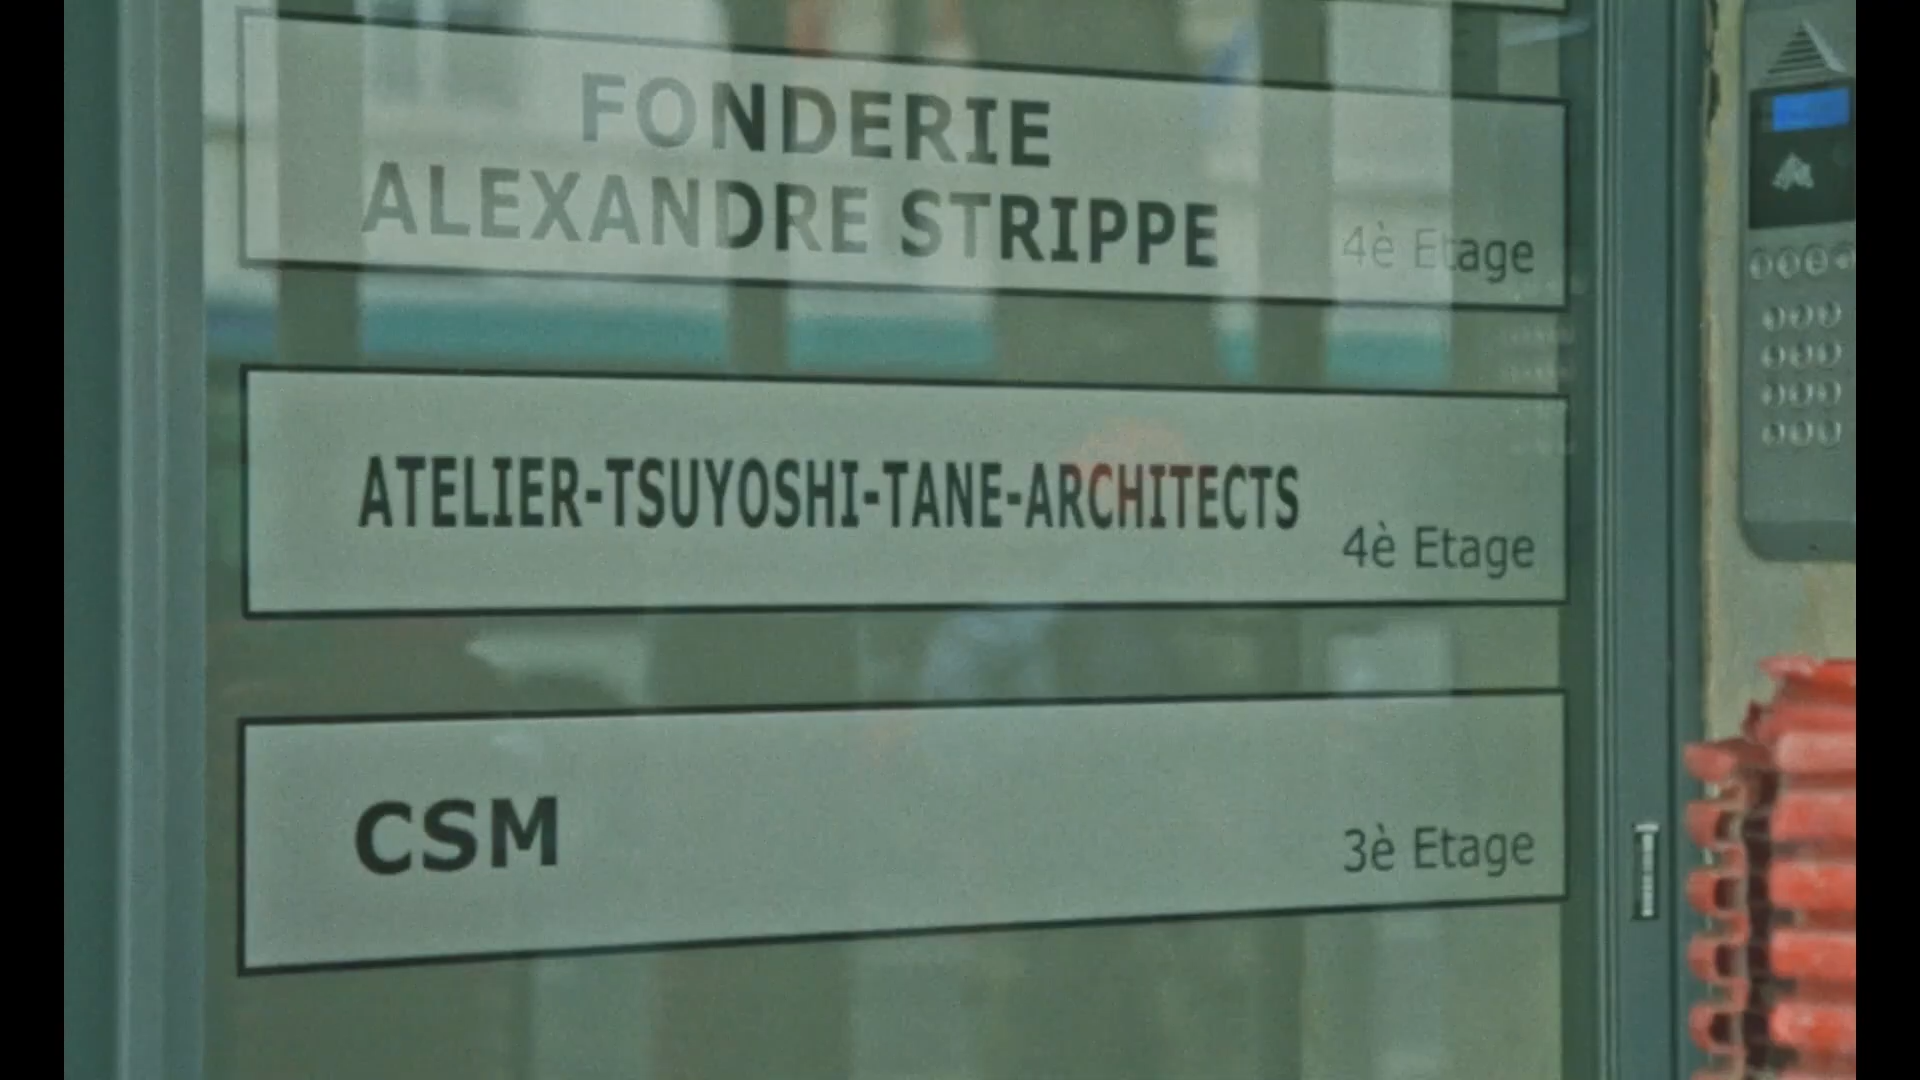 FONDERIE
ALEXANDRE STRIPPE
4è Etage
ATELIER-TSUYOSHI-TANE-ARCHITECTS
4è Etage
CSM
3è Etage